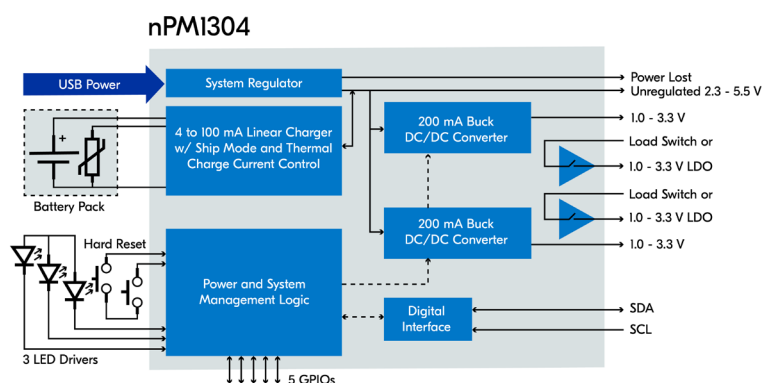 nPM1304
USB Power
System Regulator
Power Lost
Unregulated 2.3 - 5.5 V
4 to 100 mA Linear Charger
w/ Ship Mode and Thermal
Charge Current Control
200 mA Buck
DC/DC Converter
1.0 - 3.3 V
Load Switch or
1.0 - 3.3 V LDO
+
Battery Pack
Load Switch or
1.0 - 3.3 V LDO
200 mA Buck
DC/DC Converter
1.0 - 3.3 V
Hard Reset
Power and System
Management Logic
Digital
Interface
SDA
SCL
3 LED Drivers
5 GPIOs